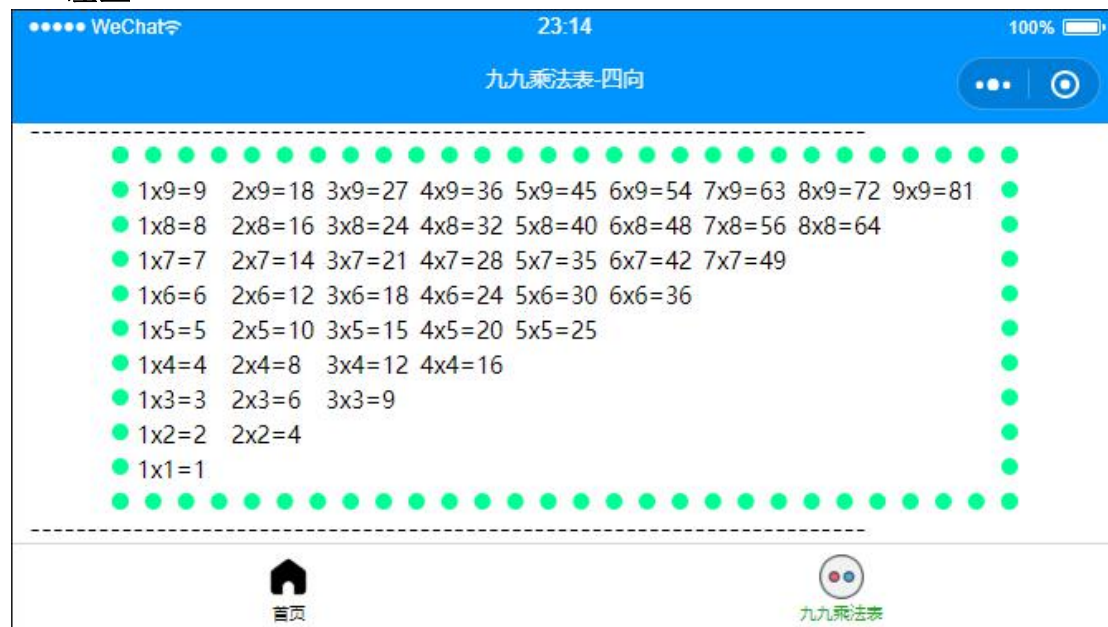 ●●●●● WeChat 23:14 100%
九九乘法表-四向
--------------------------------------------------------------------------
1x9=9 2x9=18 3x9=27 4x9=36 5x9=45 6x9=54 7x9=63 8x9=72 9x9=81
1x8=8 2x8=16 3x8=24 4x8=32 5x8=40 6x8=48 7x8=56 8x8=64
1x7=7 2x7=14 3x7=21 4x7=28 5x7=35 6x7=42 7x7=49
1x6=6 2x6=12 3x6=18 4x6=24 5x6=30 6x6=36
1x5=5 2x5=10 3x5=15 4x5=20 5x5=25
1x4=4 2x4=8 3x4=12 4x4=16
1x3=3 2x3=6 3x3=9
1x2=2 2x2=4
1x1=1
--------------------------------------------------------------------------
首页 九九乘法表